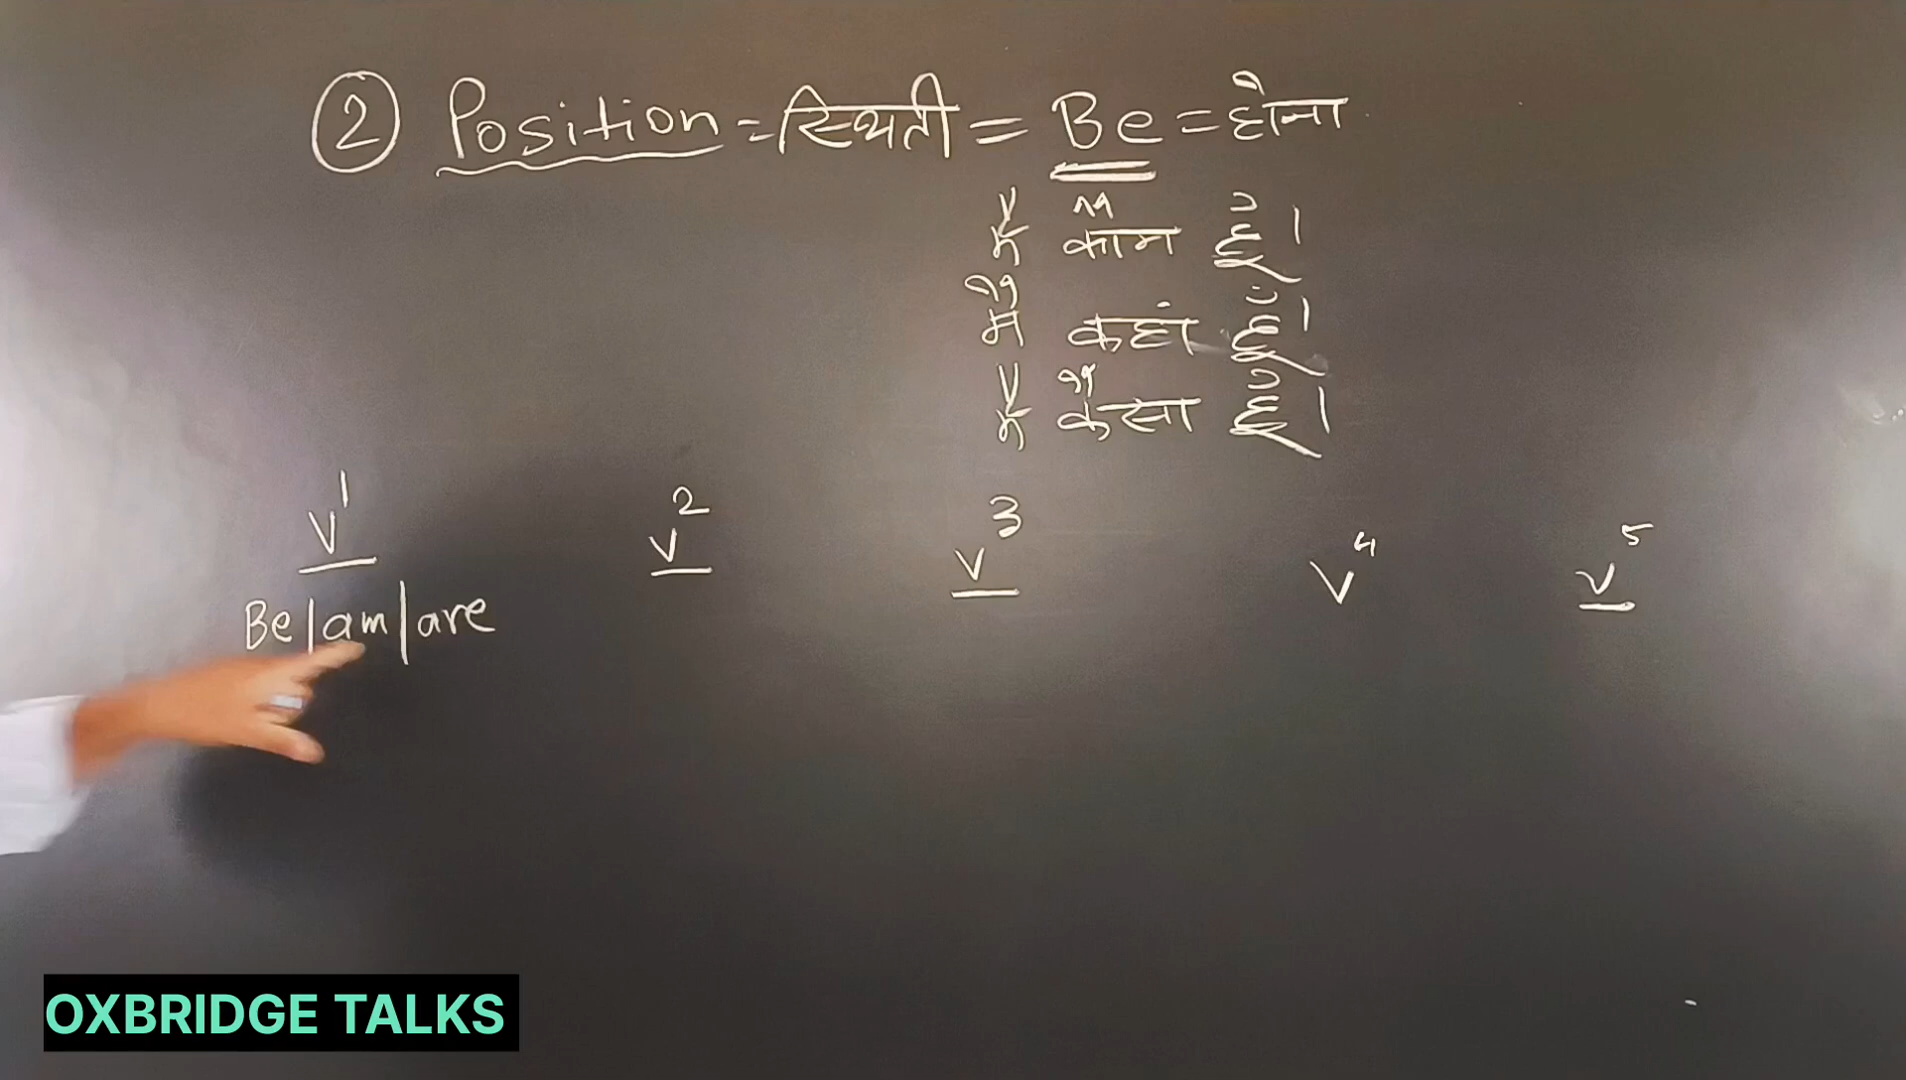 ② Position = स्थिती = Be = होना
मैं कौन हूँ।
मैं कहां हूँ।
मैं कैसा हूँ।
V¹ V² V³ V⁴ V⁵
Be | am | are
OXBRIDGE TALKS